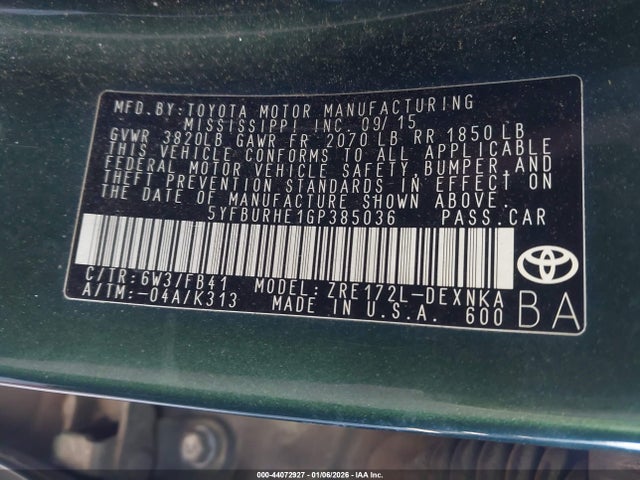 MFD.BY:TOYOTA MOTOR MANUFACTURING
MISSISSIPPI INC.09/15
GVWR 3820LB GAWR FR 2070 LB RR 1850 LB
THIS VEHICLE CONFORMS TO ALL APPLICABLE
FEDERAL MOTOR VEHICLE SAFETY,BUMPER,AND
THEFT PREVENTION STANDARDS IN EFFECT ON
THE DATE OF MANUFACTURE SHOWN ABOVE.
5YFBURHE1GP385036 PASS.CAR
C/TR:6W3/FB41 MODEL:ZRE172L-DEXNKA
A/TM:-04A/K313 MADE IN U.S.A. 600
BA
000-44072927 - 01/06/2026 - IAA Inc.